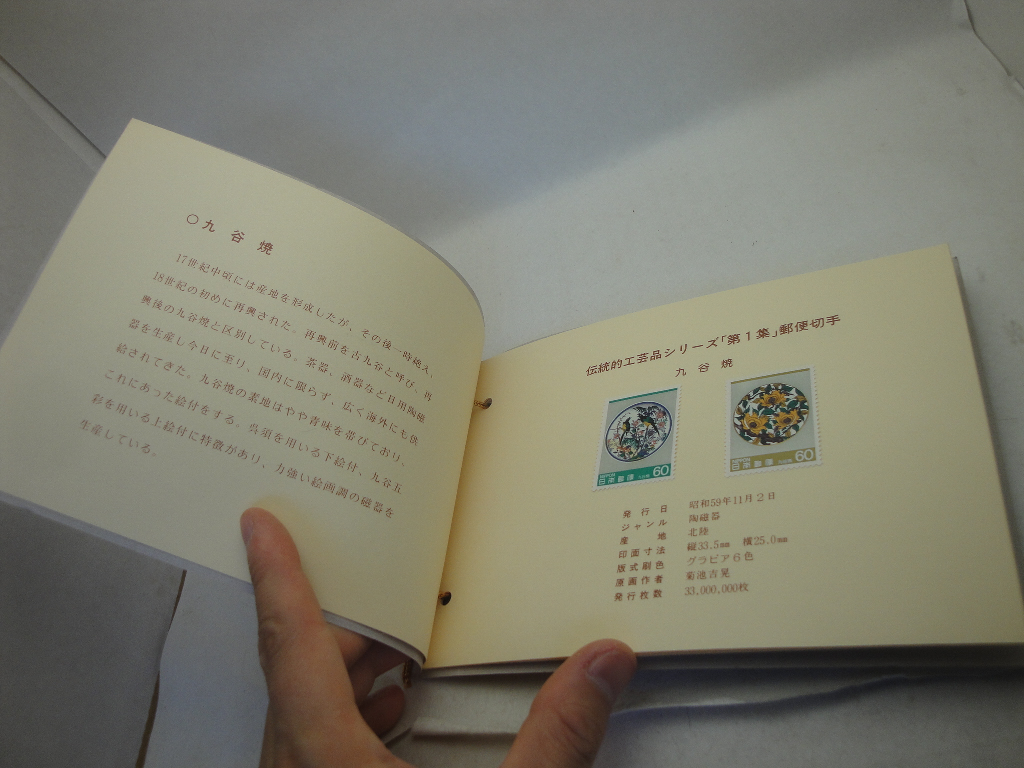 〇九谷焼
17世紀中頃には産地を形成したが、その後一時絶え、
18世紀の初めに再興された。再興前を古九谷と呼び、再
興後の九谷焼と区別している。茶器、酒器など日用陶磁
器を生産し今日に至り、国内に限らず、広く海外にも供
給されてきた。九谷焼の素地はやや青味を帯びており、
これにあった絵付をする。呉須を用いる下絵付、九谷五
彩を用いる上絵付に特徴があり、力強い絵画調の磁器を
生産している。
伝統的工芸品シリーズ「第1集」郵便切手
九谷焼
NIPPON
日本郵便 60
NIPPON
日本郵便 60
発行日 昭和59年11月2日
ジャンル 陶磁器
産地 北陸
印面寸法 縦33.5㎜ 横25.0㎜
版式刷色 グラビア6色
原画作者 菊池吉晃
発行枚数 33,000,000枚